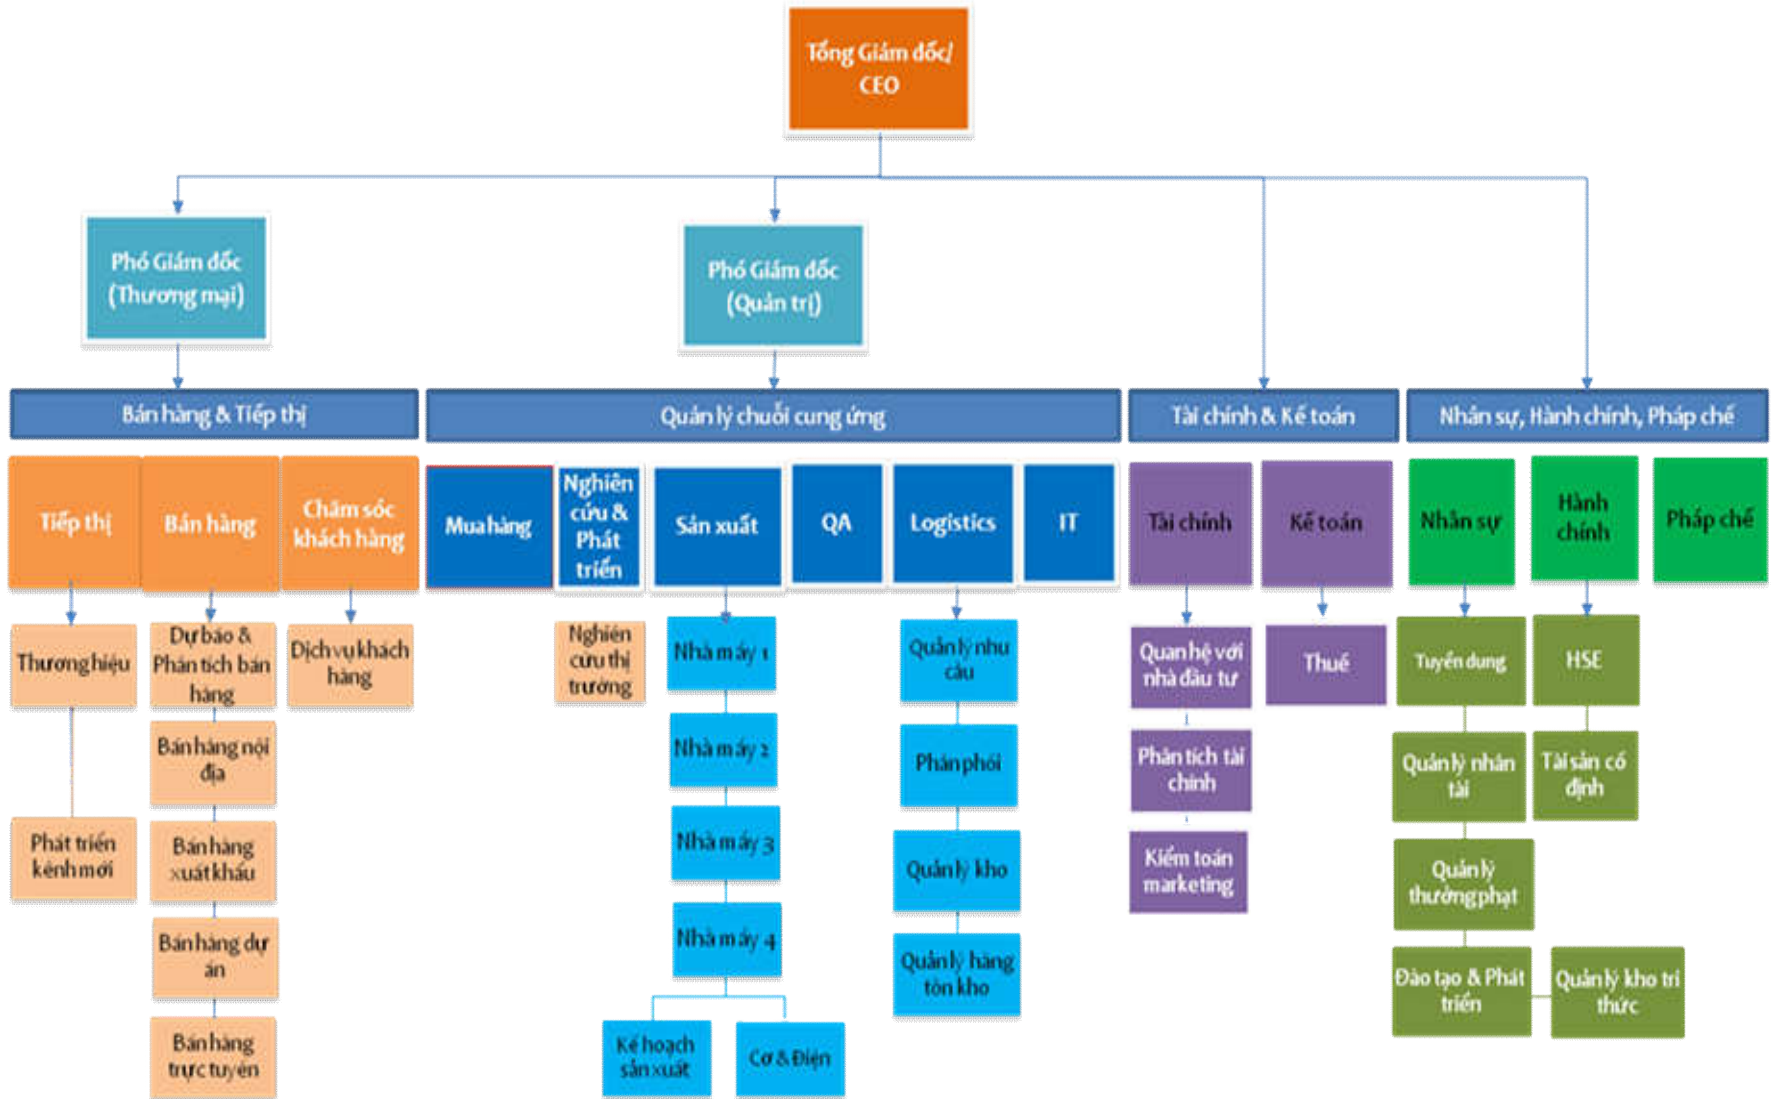 Tổng Giám đốc/
CEO
Phó Giám đốc
(Thương mại)
Phó Giám đốc
(Quản trị)
Bán hàng & Tiếp thị
Quản lý chuỗi cung ứng
Tài chính & Kế toán
Nhân sự, Hành chính, Pháp chế
Tiếp thị
Bán hàng
Chăm sóc
khách hàng
Mua hàng
Nghiên
cứu &
Phát
triển
Sản xuất
QA
Logistics
IT
Tài chính
Kế toán
Nhân sự
Hành
chính
Pháp chế
Thương hiệu
Dự báo &
Phân tích bán
hàng
Dịch vụ khách
hàng
Nghiên
cứu thị
trường
Nhà máy 1
Quản lý nhu
cầu
Quan hệ với
nhà đầu tư
Thuế
Tuyển dụng
HSE
Bán hàng nội
địa
Nhà máy 2
Phân phối
Phân tích tài
chính
Quản lý nhân
tài
Tài sản cố
định
Phát triển
kênh mới
Bán hàng
xuất khẩu
Nhà máy 3
Quản lý kho
Kiểm toán
marketing
Quản lý
thưởng phạt
Bán hàng dự
án
Nhà máy 4
Quản lý hàng
tồn kho
Đào tạo & Phát
triển
Quản lý kho tri
thức
Bán hàng
trực tuyến
Kế hoạch
sản xuất
Cơ & Điện